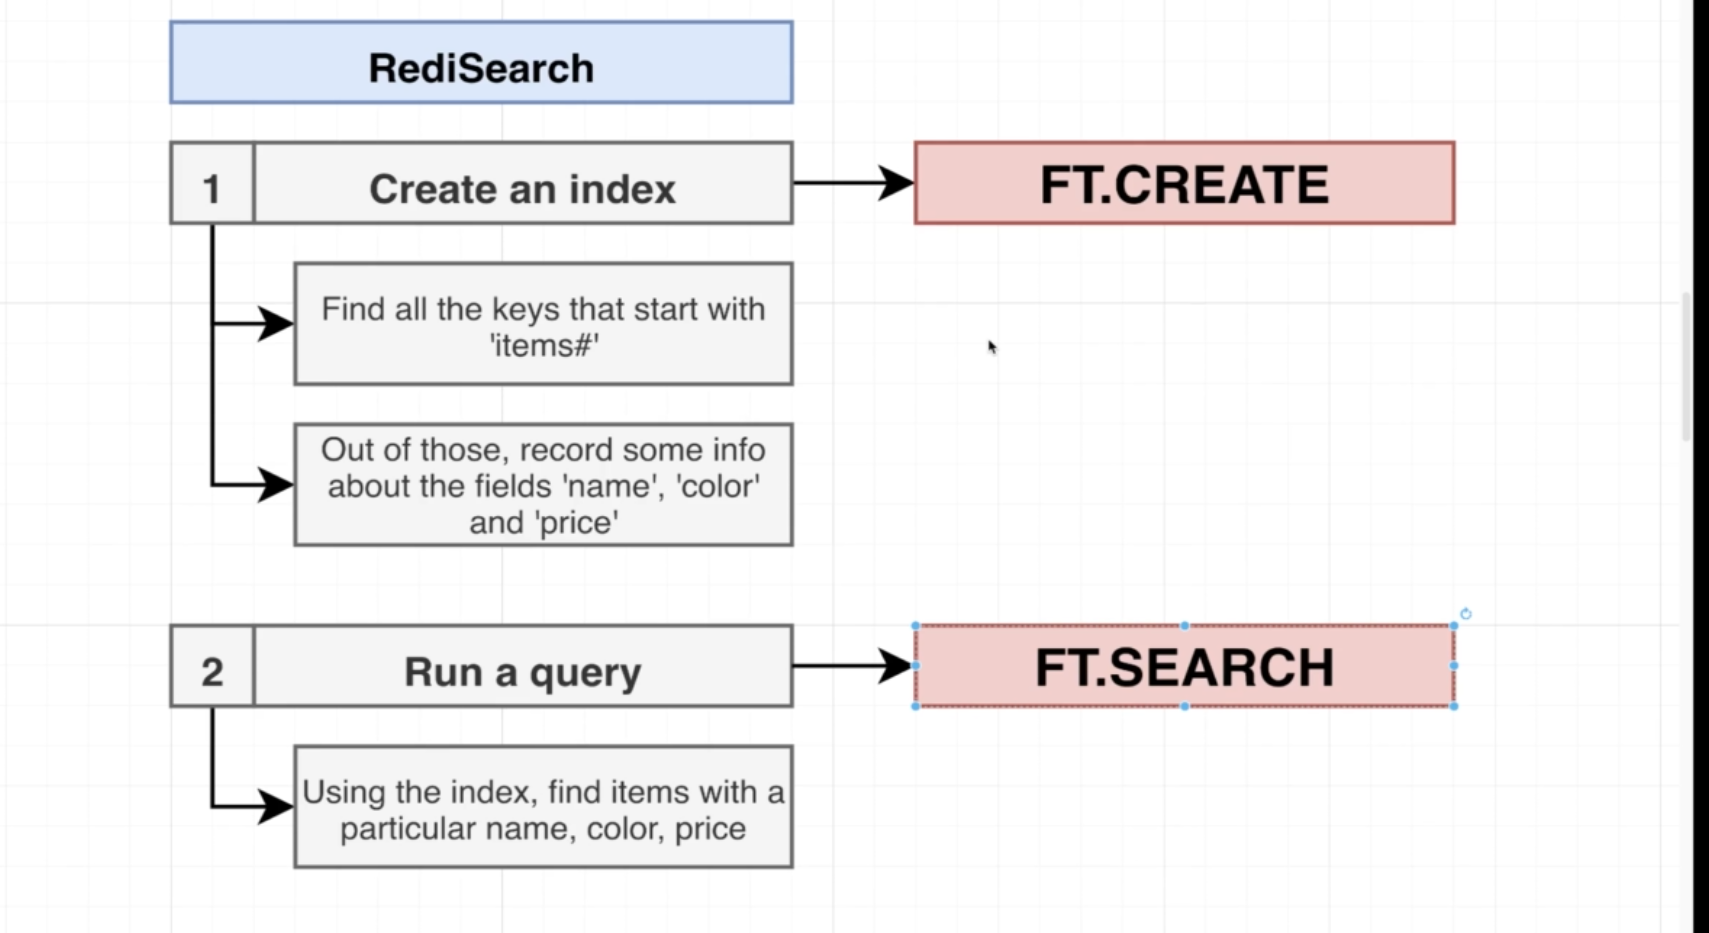 RediSearch
1
Create an index
FT.CREATE
Find all the keys that start with
'items#'
Out of those, record some info
about the fields 'name', 'color'
and 'price'
2
Run a query
FT.SEARCH
Using the index, find items with a
particular name, color, price